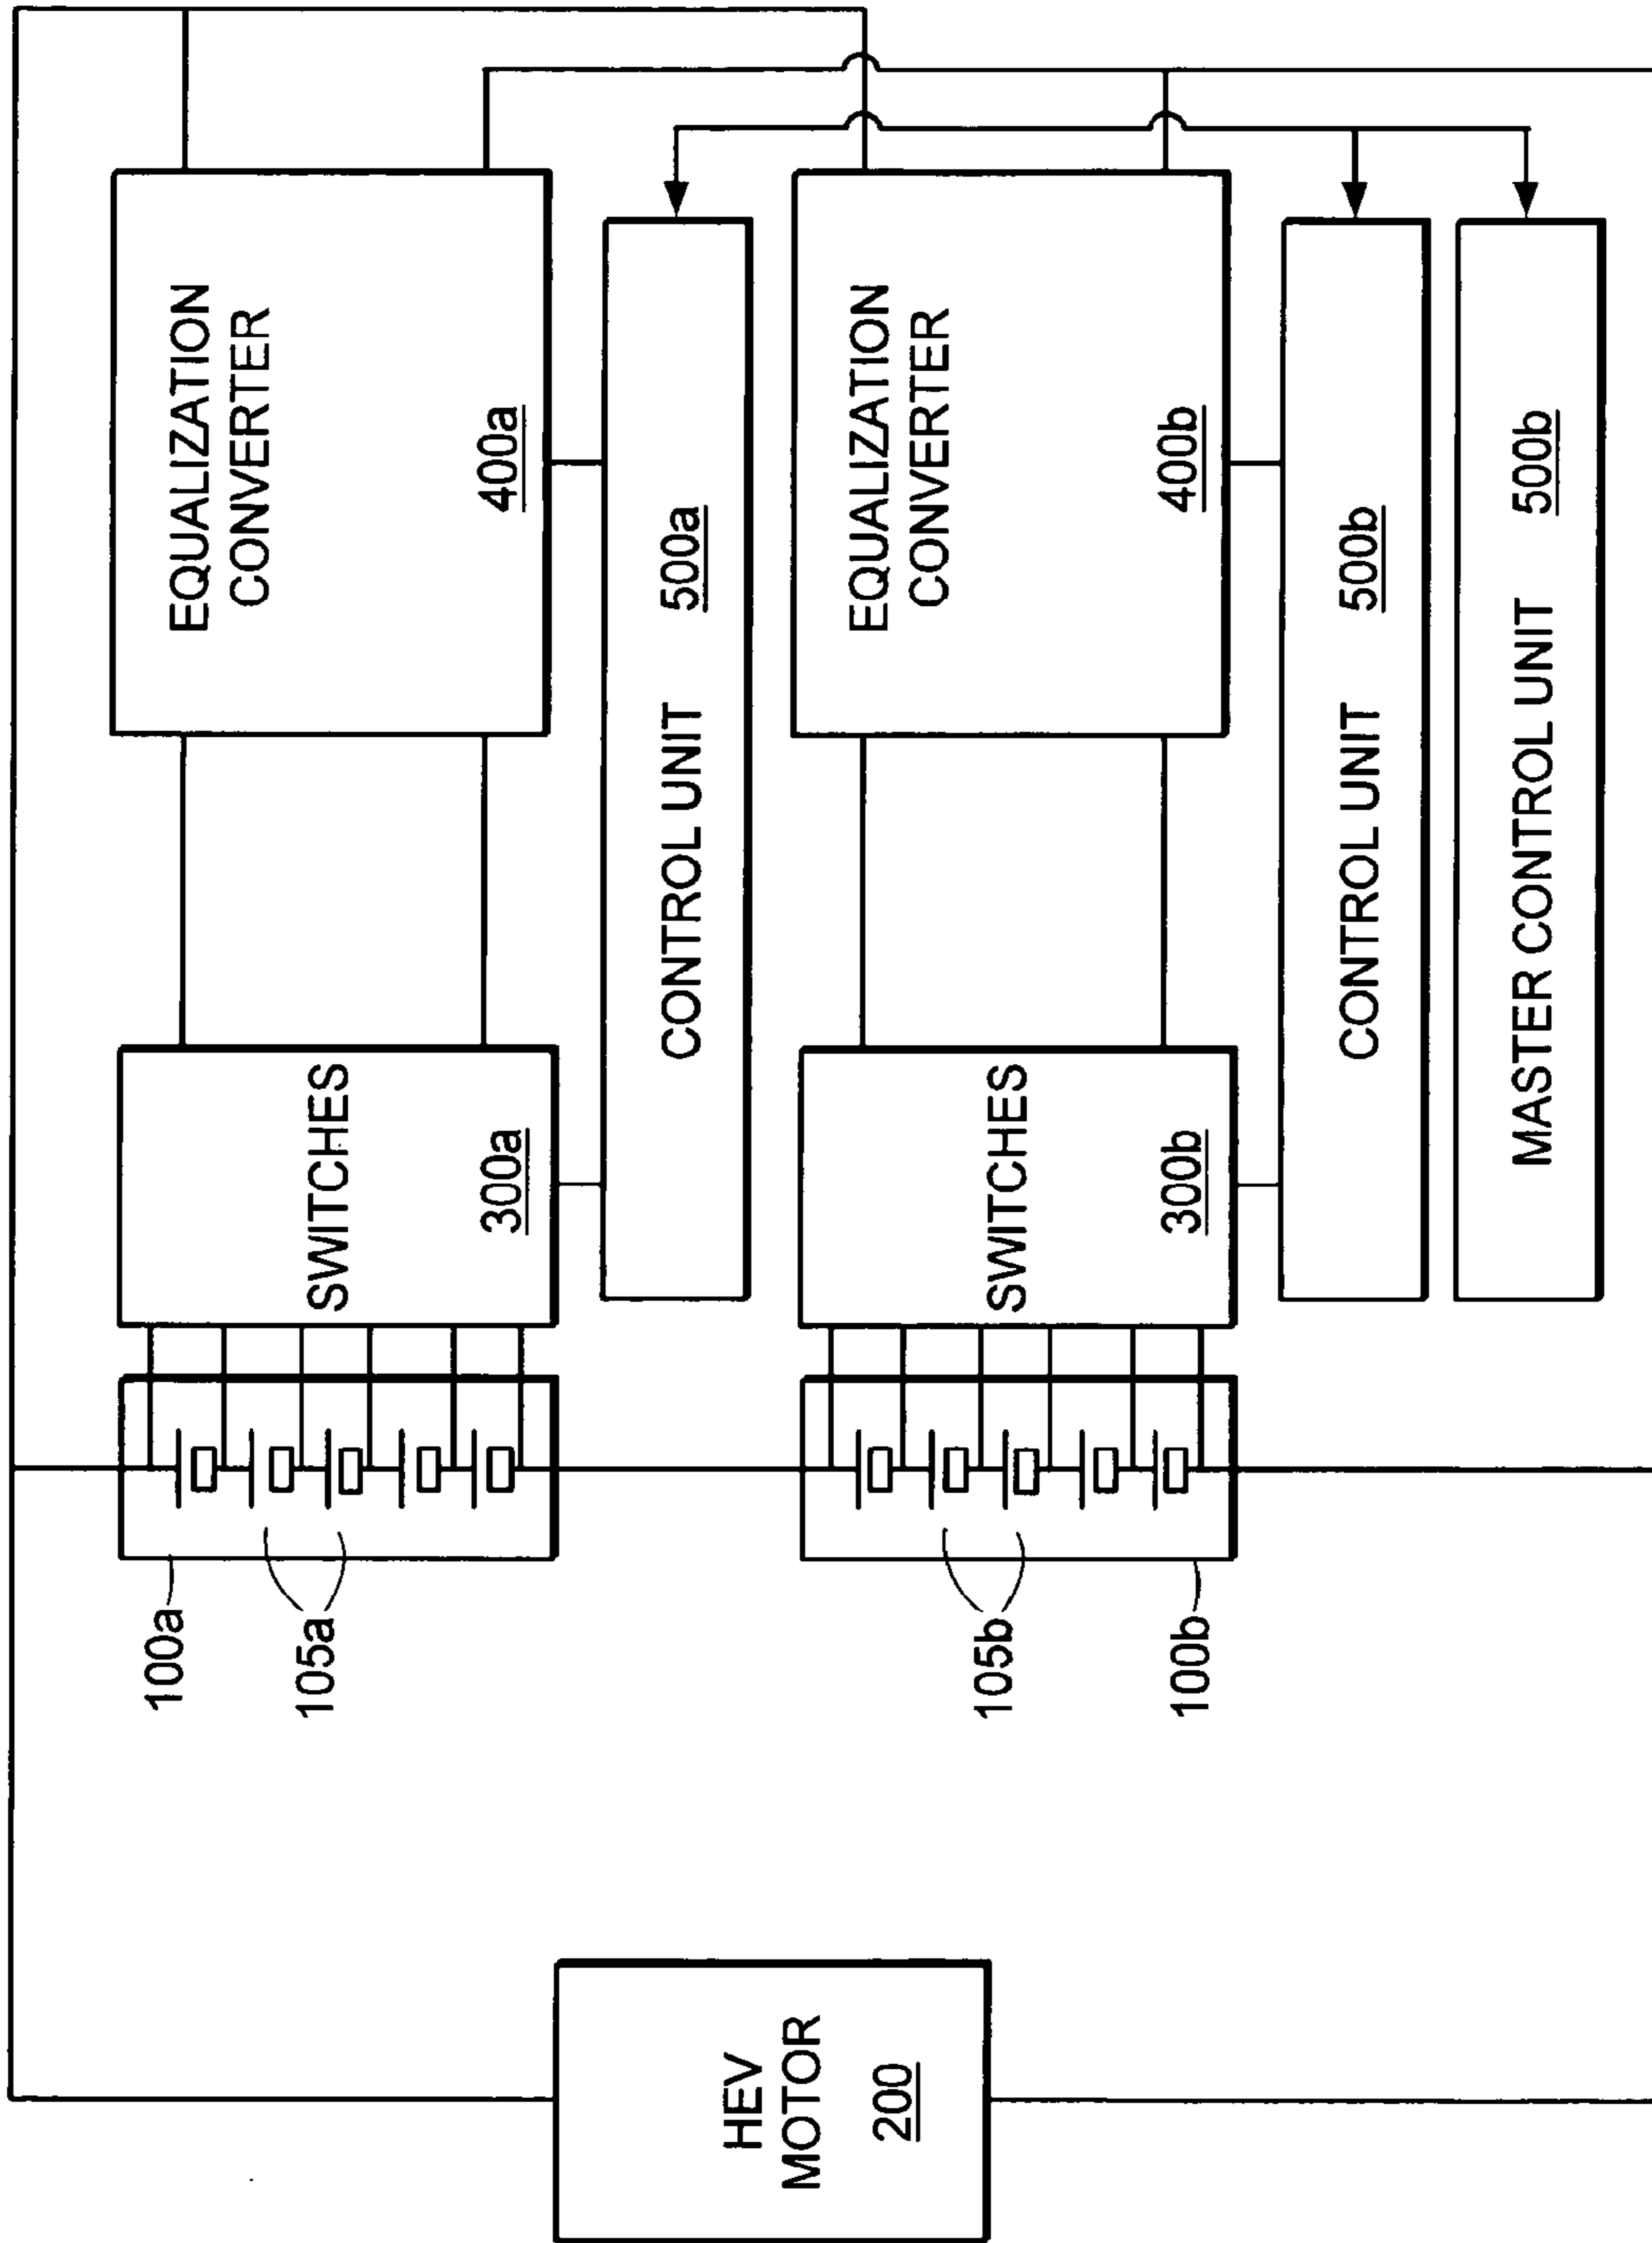 EQUALIZATION
CONVERTER
400a
CONTROL UNIT 500a
SWITCHES
300a
100a
105a
EQUALIZATION
CONVERTER
400b
CONTROL UNIT 500b
MASTER CONTROL UNIT 500b
SWITCHES
300b
105b
100b
HEV
MOTOR
200